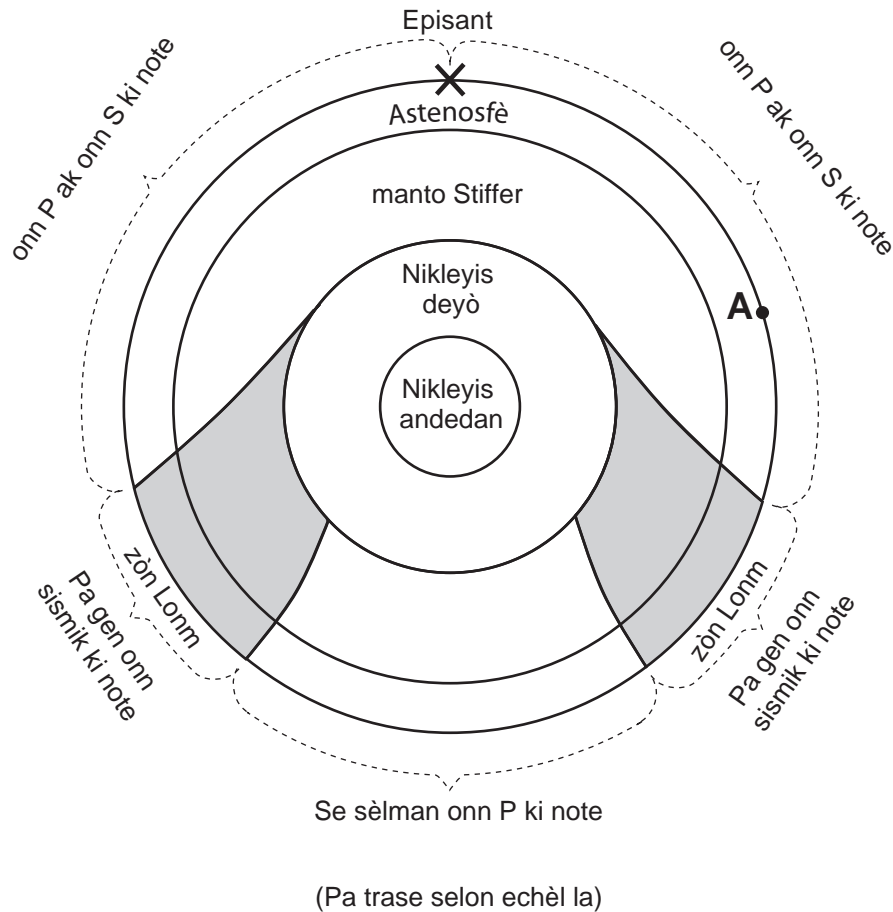 Episant
onn P ak onn S ki note
onn P ak onn S ki note
Astenosfè
manto Stiffer
Nikleyis
deyò
A
Nikleyis
andedan
zòn Lonm
Pa gen onn
sismik ki note
zòn Lonm
Pa gen onn
sismik ki note
Se sèlman onn P ki note
(Pa trase selon echèl la)